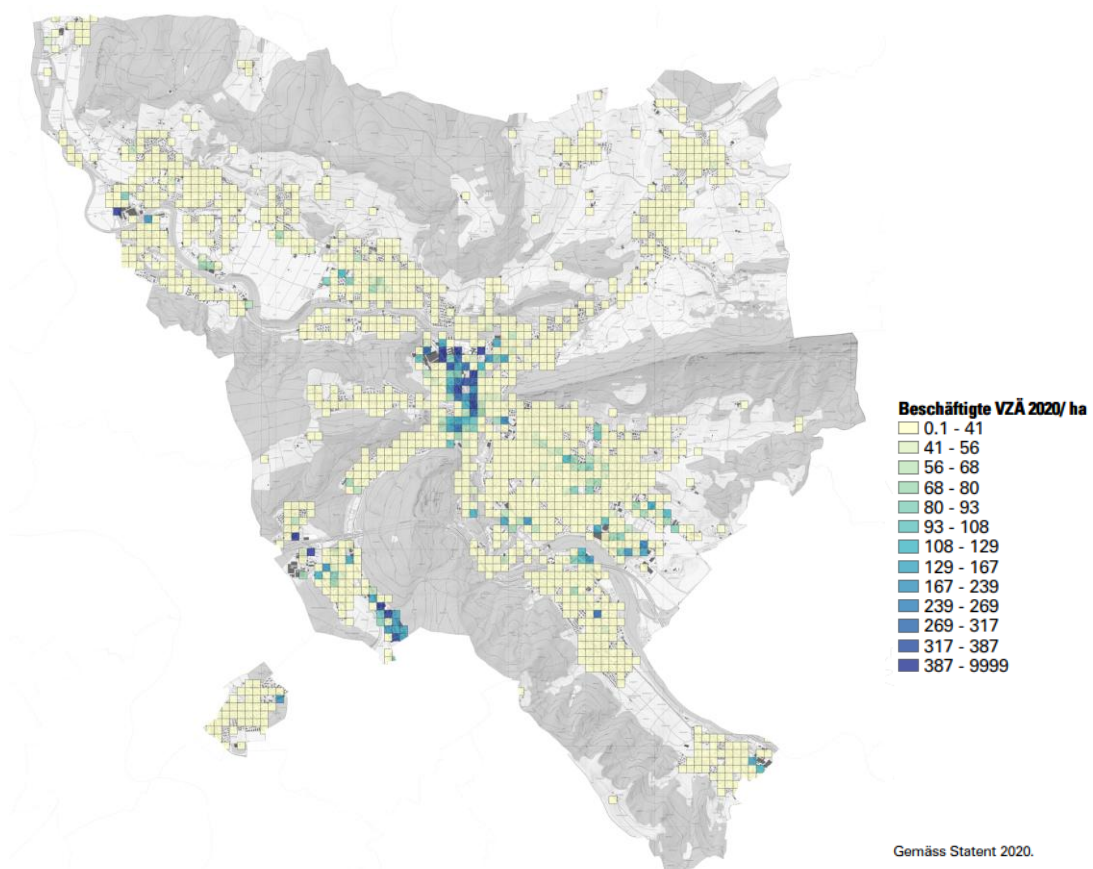 Beschäftigte VZÄ 2020/ ha
0.1 - 41
41 - 56
56 - 68
68 - 80
80 - 93
93 - 108
108 - 129
129 - 167
167 - 239
239 - 269
269 - 317
317 - 387
387 - 9999
Gemäss Statent 2020.